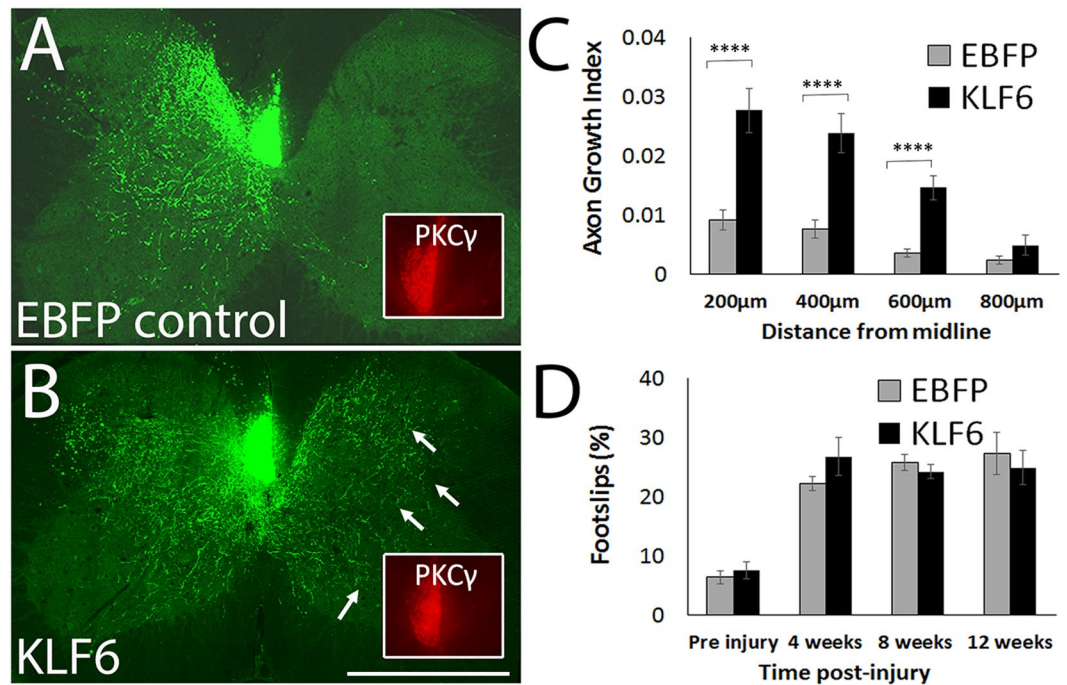 A
PKCγ
EBFP control
B
PKCγ
KLF6
C
Axon Growth Index
0.04
0.03
0.02
0.01
0
****
****
****
EBFP
KLF6
200µm 400µm 600µm 800µm
Distance from midline
D
Footslips (%)
40
30
20
10
0
EBFP
KLF6
Pre injury 4 weeks 8 weeks 12 weeks
Time post-injury